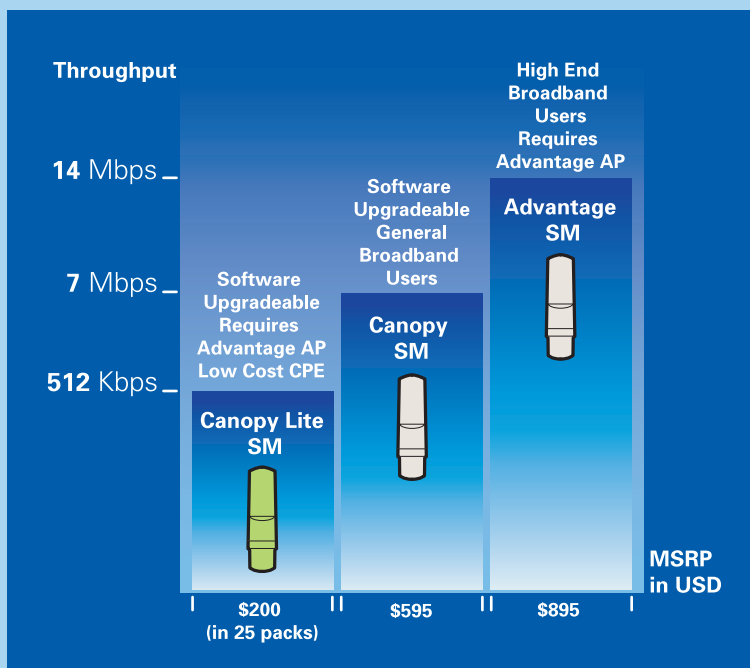 Throughput
14 Mbps
7 Mbps
512 Kbps
Software
Upgradeable
Requires
Advantage AP
Low Cost CPE
Canopy Lite
SM
Software
Upgradeable
General
Broadband
Users
Canopy
SM
High End
Broadband
Users
Requires
Advantage AP
Advantage
SM
MSRP
in USD
$200
(in 25 packs)
$595
$895